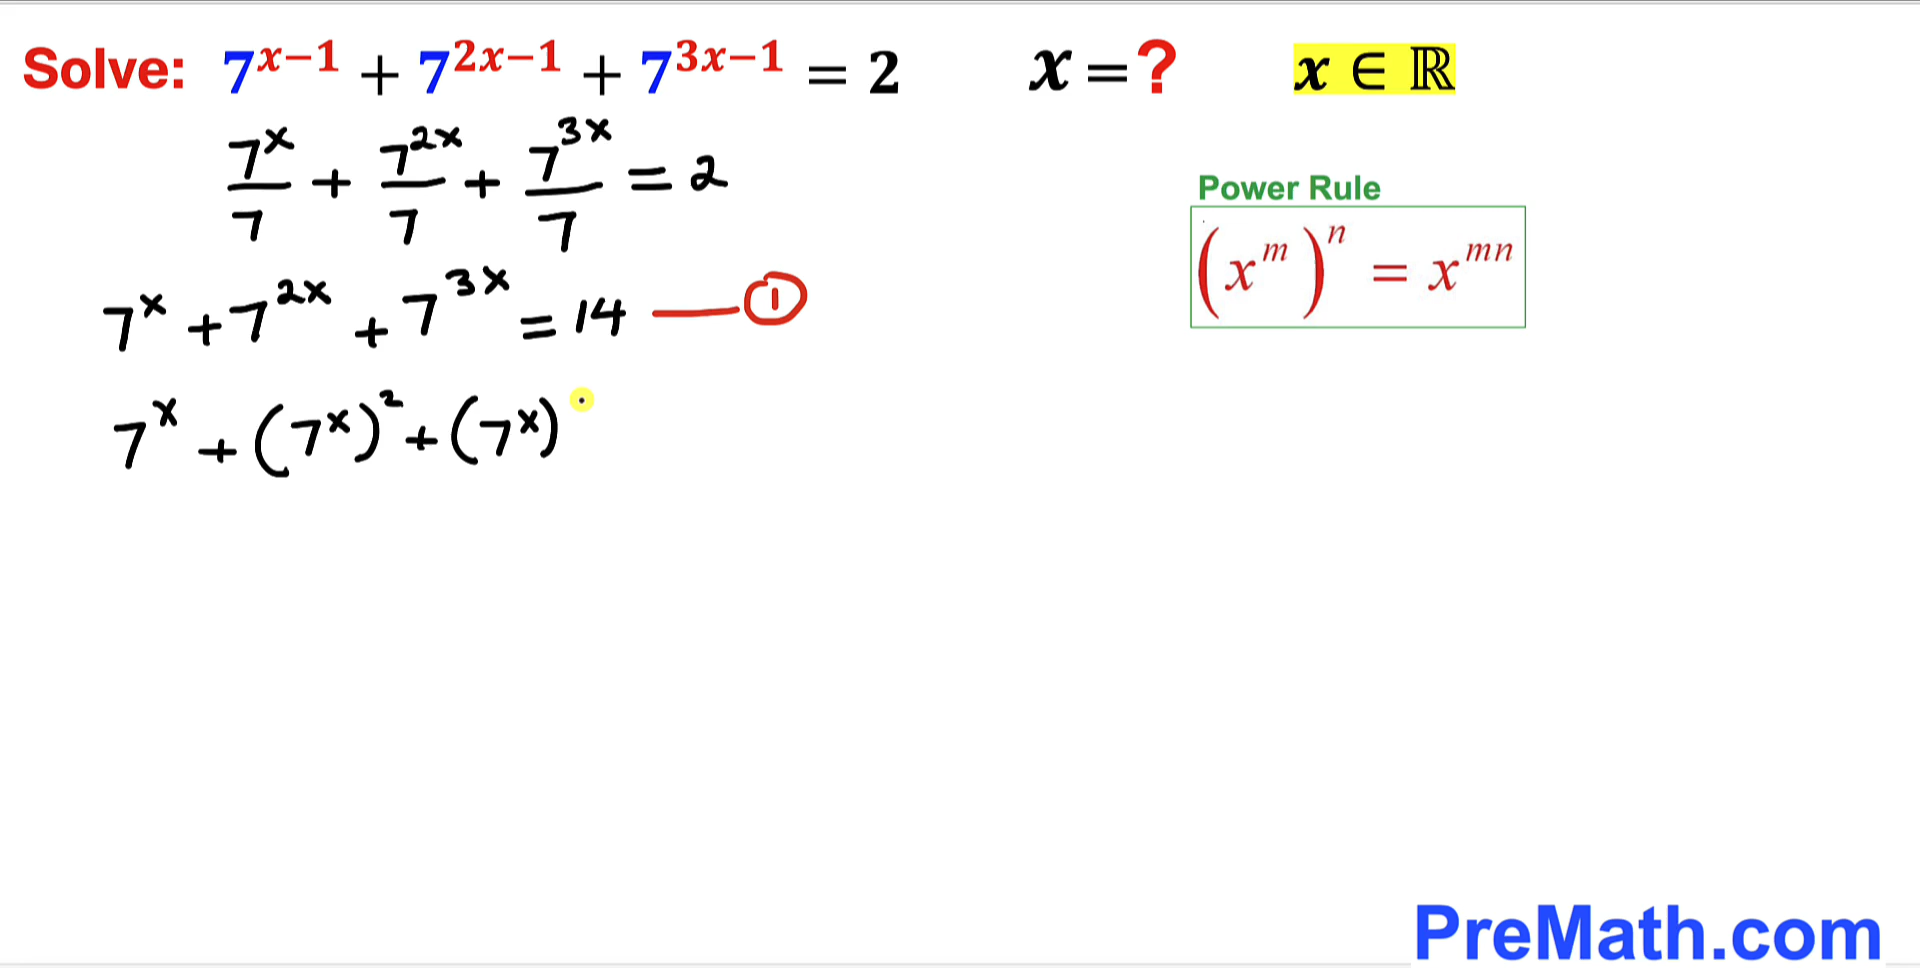 Solve: 7^{x−1} + 7^{2x−1} + 7^{3x−1} = 2 x = ? x ∈ ℝ
7^x/7 + 7^{2x}/7 + 7^{3x}/7 = 2
Power Rule
(x^m)^n = x^{mn}
7^x + 7^{2x} + 7^{3x} = 14 — ①
7^x + (7^x)^2 + (7^x)
PreMath.com